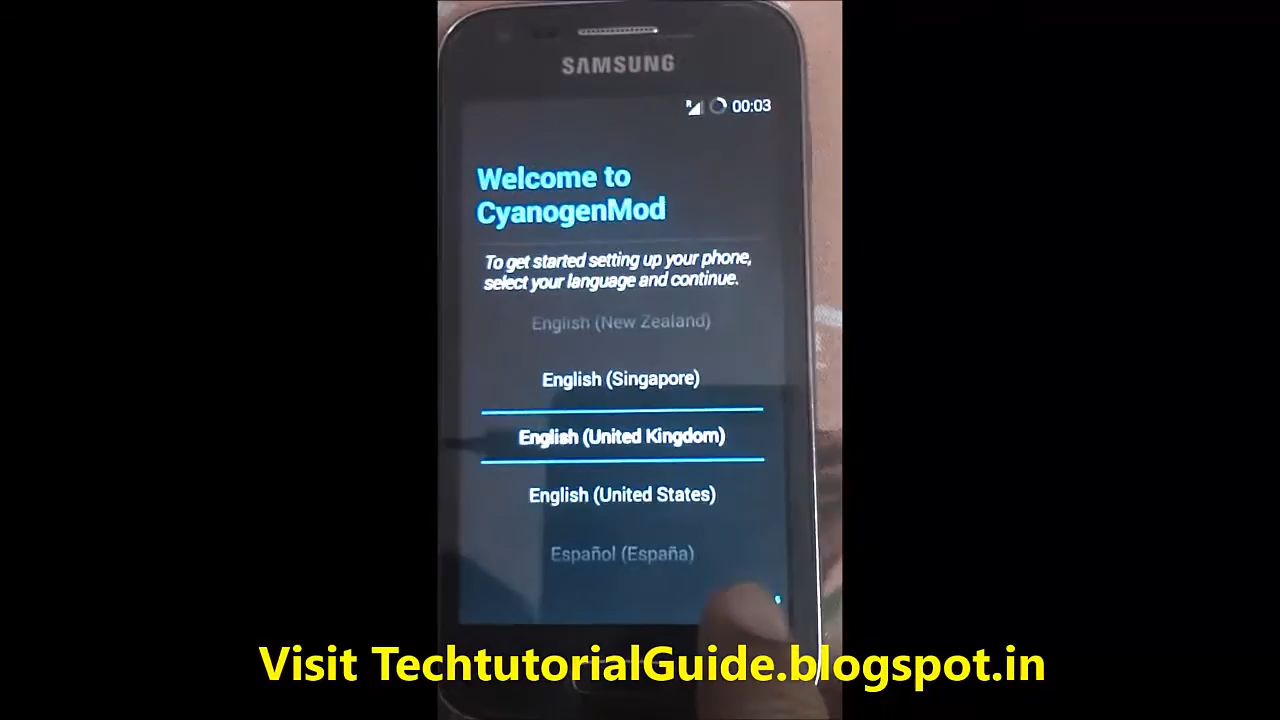 SAMSUNG
R 00:03
Welcome to
CyanogenMod
To get started setting up your phone,
select your language and continue.
English (New Zealand)
English (Singapore)
English (United Kingdom)
English (United States)
Español (España)
Visit TechtutorialGuide.blogspot.in